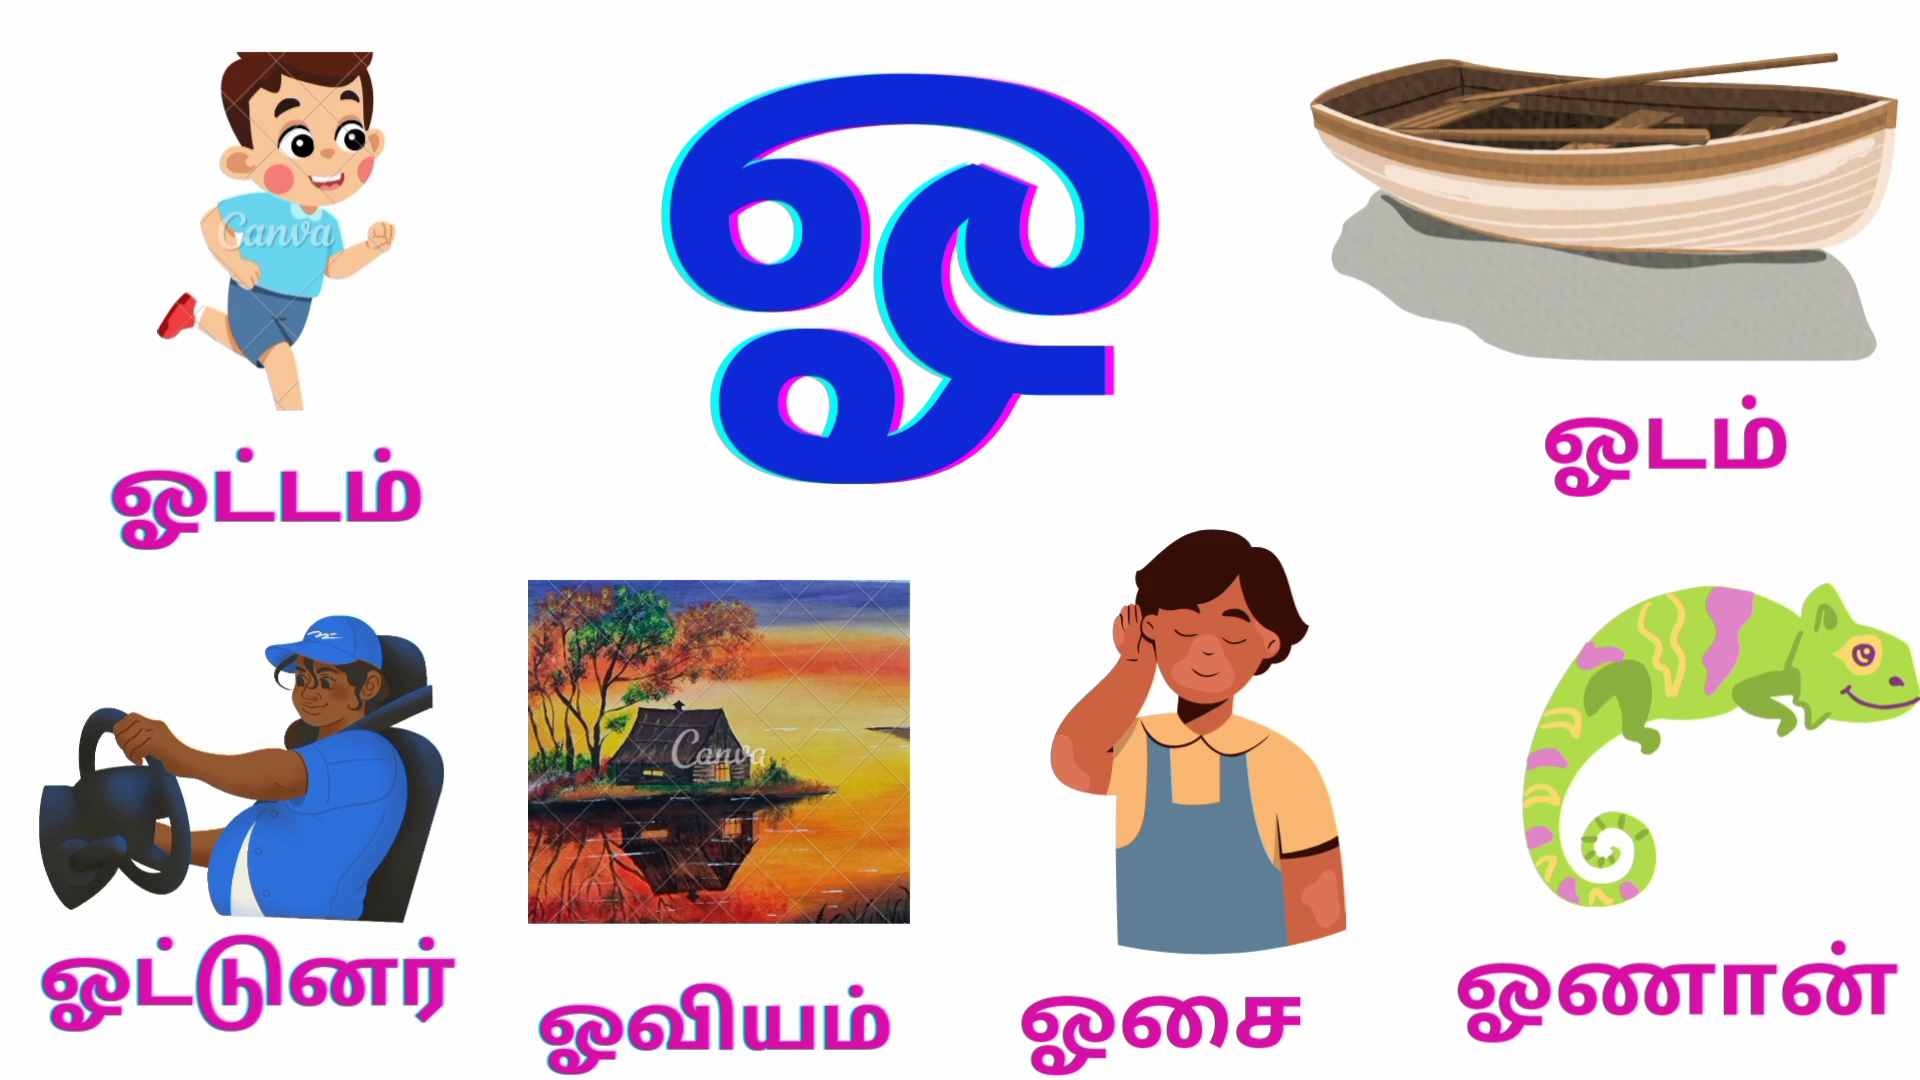 ஓ
ஓட்டம்
ஓடம்
ஓட்டுனர்
ஓவியம்
ஓசை
ஓணான்
Canva
Canva